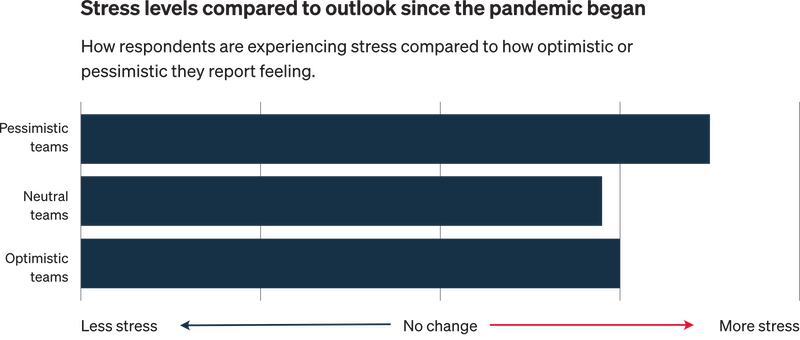 Stress levels compared to outlook since the pandemic began
How respondents are experiencing stress compared to how optimistic or
pessimistic they report feeling.
Pessimistic
teams
Neutral
teams
Optimistic
teams
Less stress No change More stress